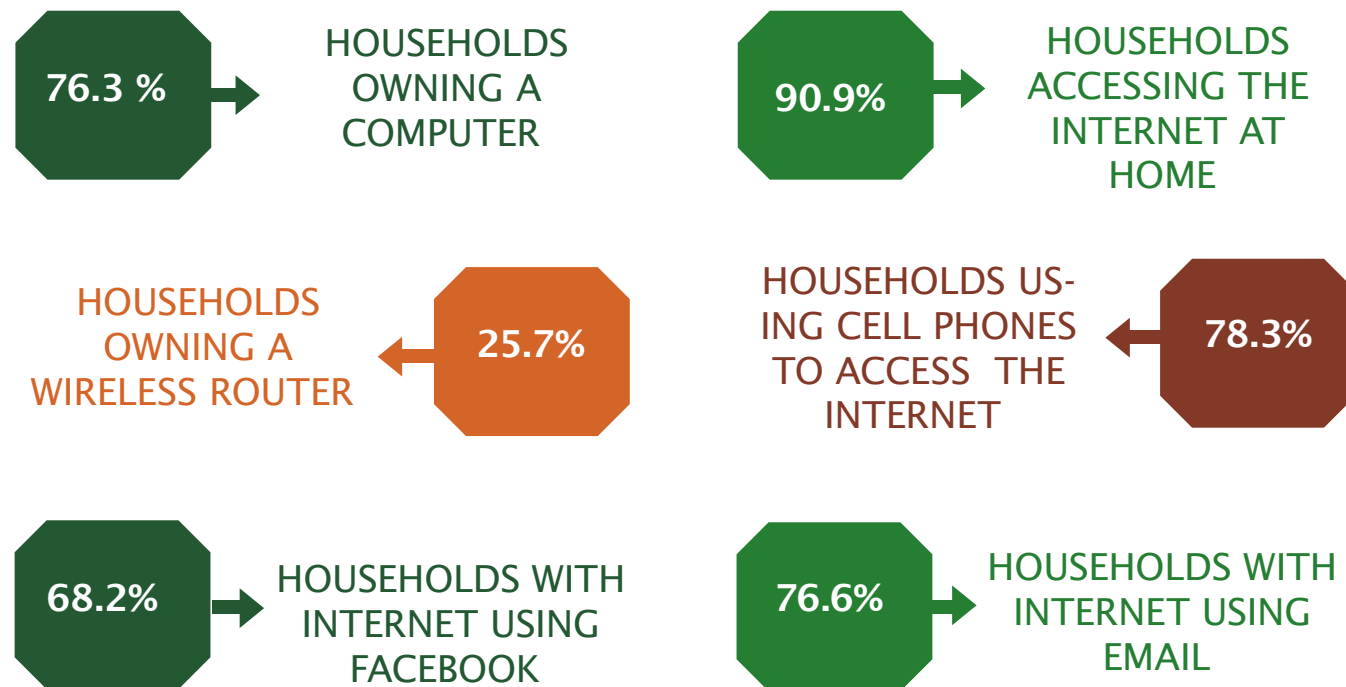 76.3 %
HOUSEHOLDS
OWNING A
COMPUTER
90.9%
HOUSEHOLDS
ACCESSING THE
INTERNET AT
HOME
HOUSEHOLDS
OWNING A
WIRELESS ROUTER
25.7%
HOUSEHOLDS US-
ING CELL PHONES
TO ACCESS  THE
INTERNET
78.3%
68.2%
HOUSEHOLDS WITH
INTERNET USING
FACEBOOK
76.6%
HOUSEHOLDS WITH
INTERNET USING
EMAIL